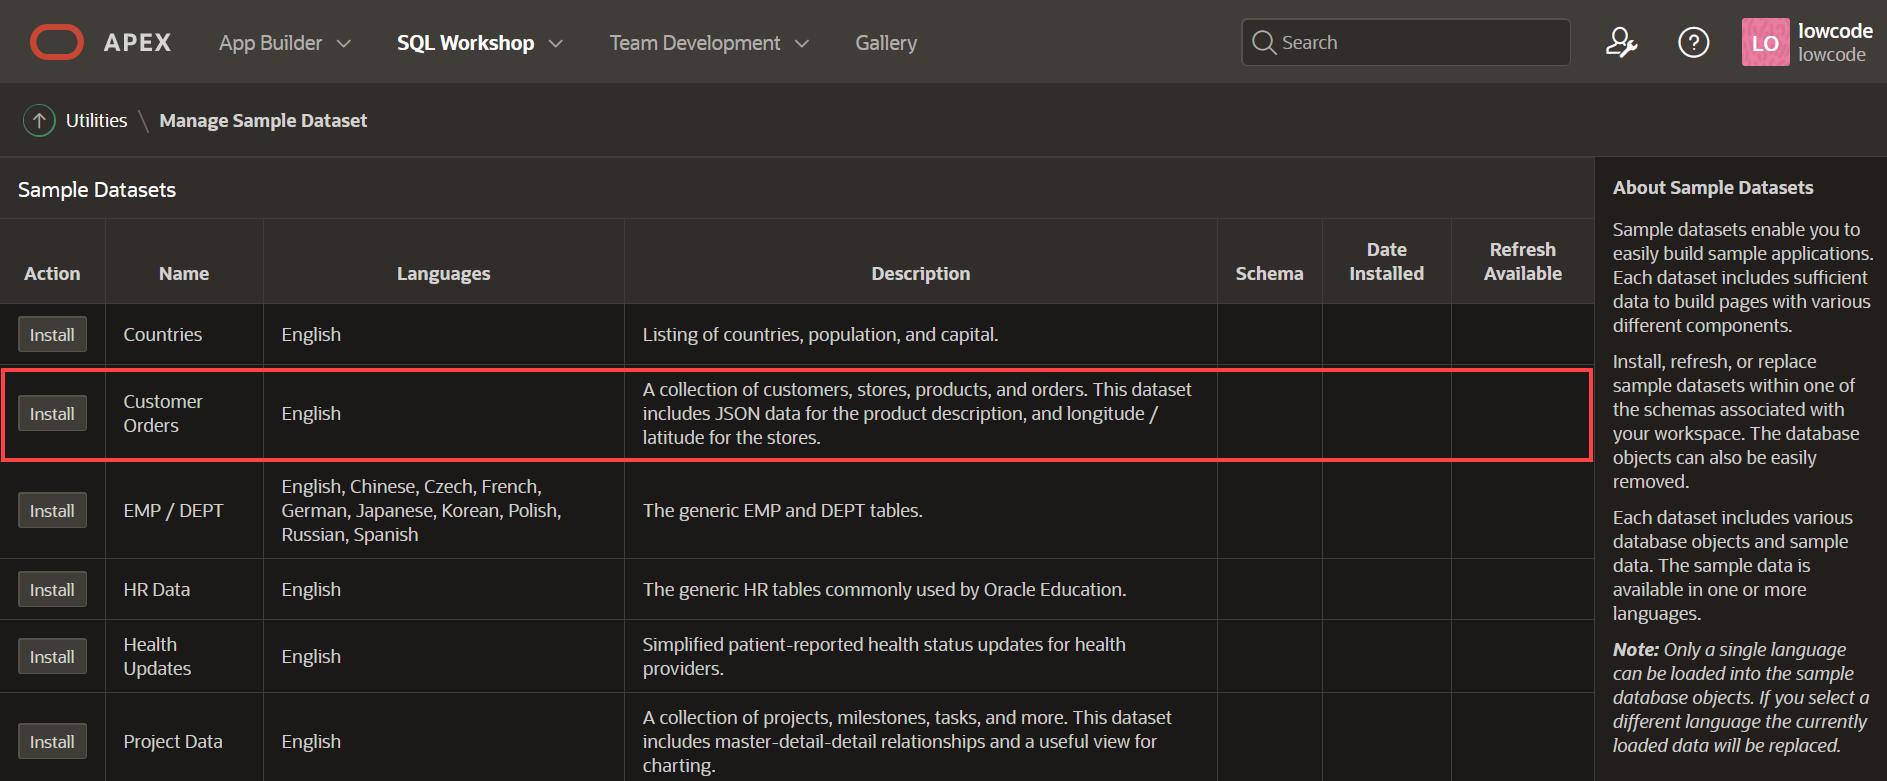 APEX App Builder SQL Workshop Team Development Gallery Search LO lowcode
lowcode
Utilities \ Manage Sample Dataset
Sample Datasets
Action Name Languages Description Schema Date Installed Refresh Available
Install Countries English Listing of countries, population, and capital.
Install Customer Orders English A collection of customers, stores, products, and orders. This dataset
includes JSON data for the product description, and longitude /
latitude for the stores.
Install EMP / DEPT English, Chinese, Czech, French,
German, Japanese, Korean, Polish,
Russian, Spanish
The generic EMP and DEPT tables.
Install HR Data English The generic HR tables commonly used by Oracle Education.
Install Health Updates English Simplified patient-reported health status updates for health
providers.
Install Project Data English A collection of projects, milestones, tasks, and more. This dataset
includes master-detail-detail relationships and a useful view for
charting.
About Sample Datasets
Sample datasets enable you to
easily build sample applications.
Each dataset includes sufficient
data to build pages with various
different components.
Install, refresh, or replace
sample datasets within one of
the schemas associated with
your workspace. The database
objects can also be easily
removed.
Each dataset includes various
database objects and sample
data. The sample data is
available in one or more
languages.
Note: Only a single language
can be loaded into the sample
database objects. If you select a
different language the currently
loaded data will be replaced.